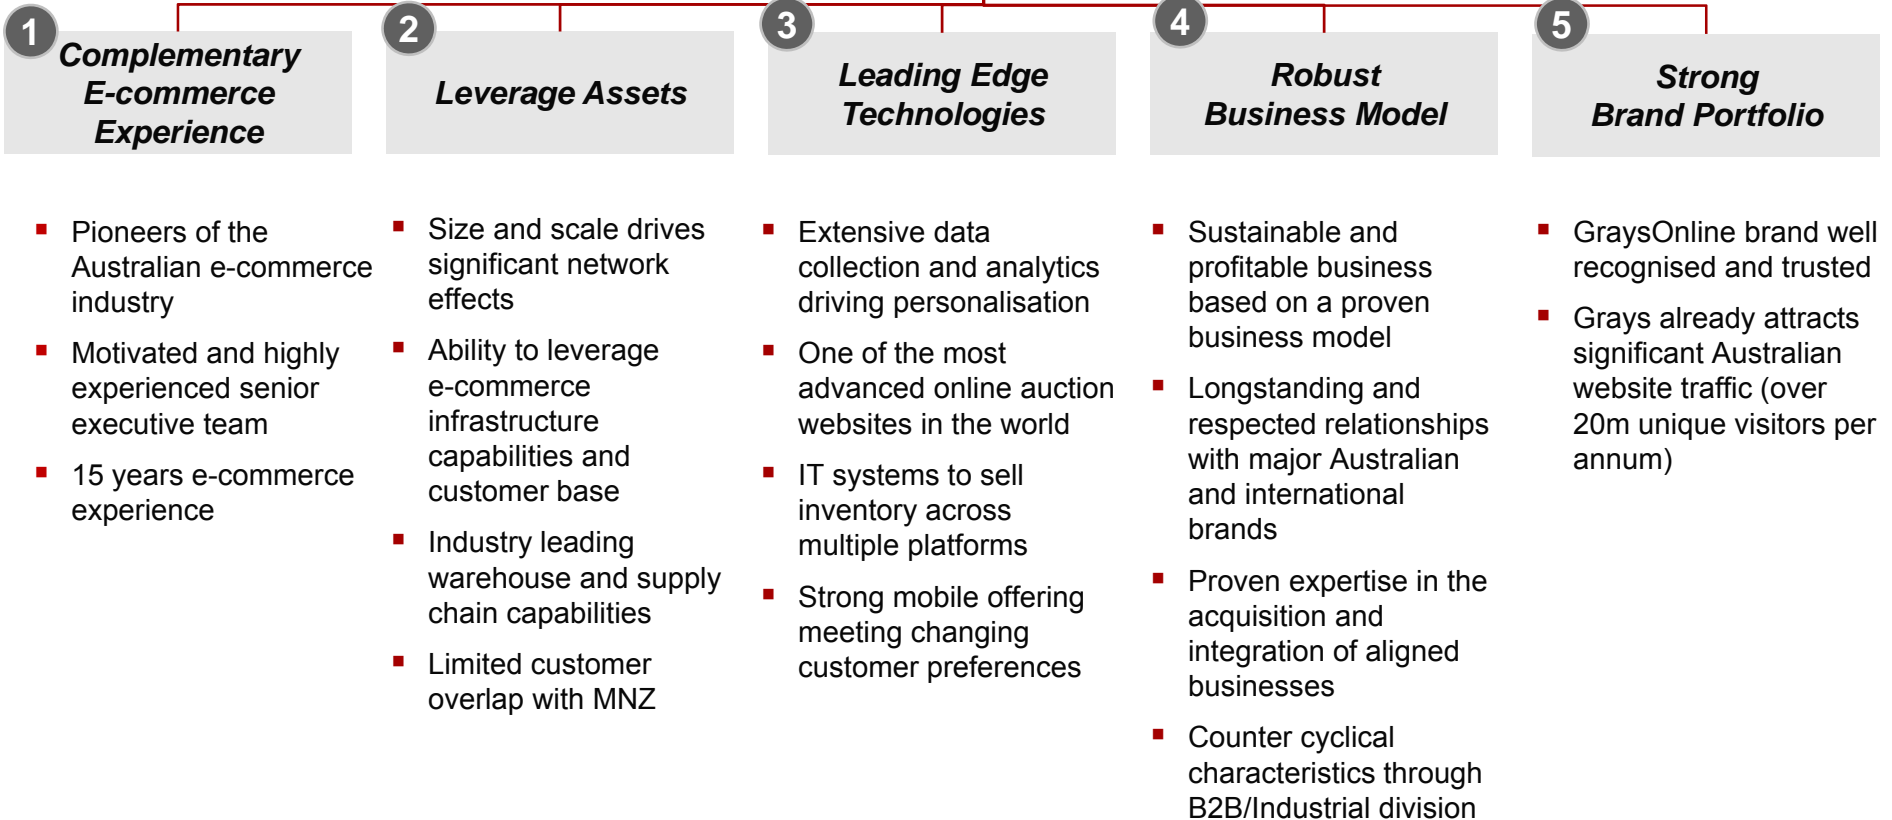 1
Complementary
E-commerce
Experience
Pioneers of the
Australian e-commerce
industry
Motivated and highly
experienced senior
executive team
15 years e-commerce
experience
2
Leverage Assets
Size and scale drives
significant network
effects
Ability to leverage
e-commerce
infrastructure
capabilities and
customer base
Industry leading
warehouse and supply
chain capabilities
Limited customer
overlap with MNZ
3
Leading Edge
Technologies
Extensive data
collection and analytics
driving personalisation
One of the most
advanced online auction
websites in the world
IT systems to sell
inventory across
multiple platforms
Strong mobile offering
meeting changing
customer preferences
4
Robust
Business Model
Sustainable and
profitable business
based on a proven
business model
Longstanding and
respected relationships
with major Australian
and international
brands
Proven expertise in the
acquisition and
integration of aligned
businesses
Counter cyclical
characteristics through
B2B/Industrial division
5
Strong
Brand Portfolio
GraysOnline brand well
recognised and trusted
Grays already attracts
significant Australian
website traffic (over
20m unique visitors per
annum)